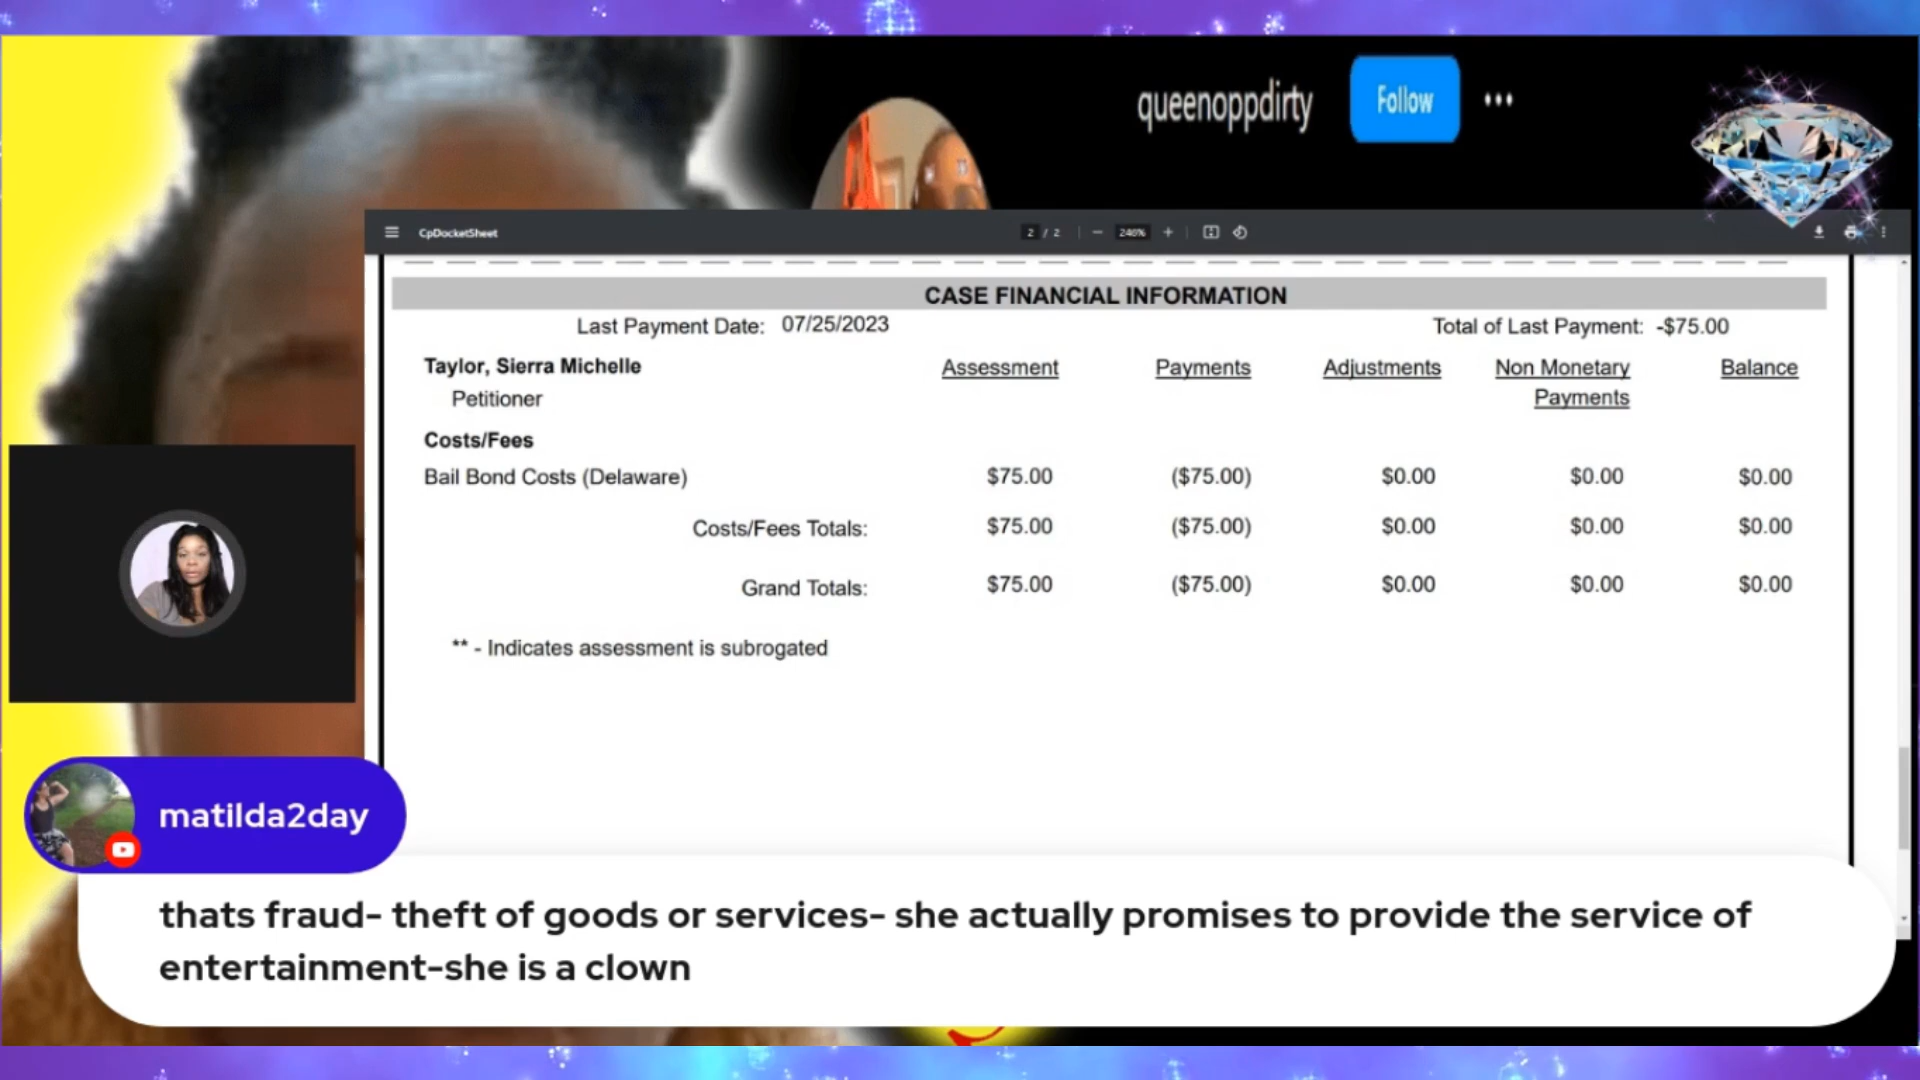 queenoppdirty Follow
CpDocketSheet 2 / 2 240% +
CASE FINANCIAL INFORMATION
Last Payment Date: 07/25/2023 Total of Last Payment: -$75.00
Taylor, Sierra Michelle Assessment Payments Adjustments Non Monetary Payments Balance
Petitioner
Costs/Fees
Bail Bond Costs (Delaware) $75.00 ($75.00) $0.00 $0.00 $0.00
Costs/Fees Totals: $75.00 ($75.00) $0.00 $0.00 $0.00
Grand Totals: $75.00 ($75.00) $0.00 $0.00 $0.00
** - Indicates assessment is subrogated
matilda2day
thats fraud- theft of goods or services- she actually promises to provide the service of
entertainment-she is a clown